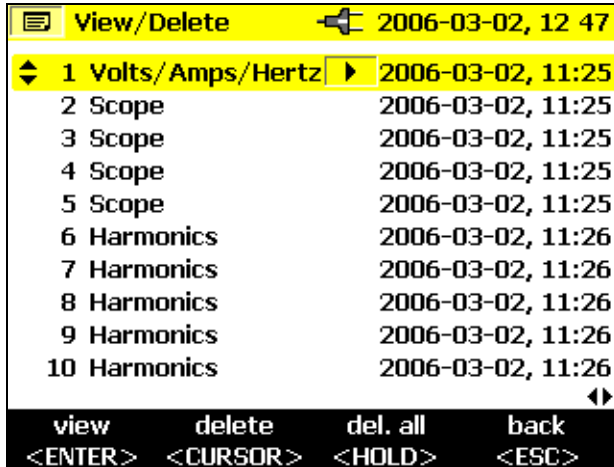 View/Delete 2006-03-02, 12 47
1 Volts/Amps/Hertz 2006-03-02, 11:25
2 Scope 2006-03-02, 11:25
3 Scope 2006-03-02, 11:25
4 Scope 2006-03-02, 11:25
5 Scope 2006-03-02, 11:25
6 Harmonics 2006-03-02, 11:26
7 Harmonics 2006-03-02, 11:26
8 Harmonics 2006-03-02, 11:26
9 Harmonics 2006-03-02, 11:26
10 Harmonics 2006-03-02, 11:26
view delete del. all back
<ENTER> <CURSOR> <HOLD> <ESC>